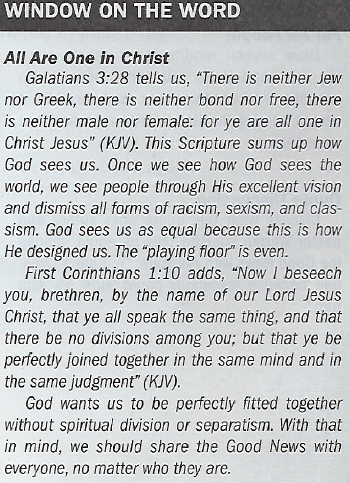 WINDOW ON THE WORD
All Are One in Christ
Galatians 3:28 tells us, “There is neither Jew
nor Greek, there is neither bond nor free, there
is neither male nor female: for ye are all one in
Christ Jesus” (KJV). This Scripture sums up how
God sees us. Once we see how God sees the
world, we see people through His excellent vision
and dismiss all forms of racism, sexism, and clas-
sism. God sees us as equal because this is how
He designed us. The “playing floor” is even.
First Corinthians 1:10 adds, “Now I beseech
you, brethren, by the name of our Lord Jesus
Christ, that ye all speak the same thing, and that
there be no divisions among you; but that ye be
perfectly joined together in the same mind and in
the same judgment” (KJV).
God wants us to be perfectly fitted together
without spiritual division or separatism. With that
in mind, we should share the Good News with
everyone, no matter who they are.